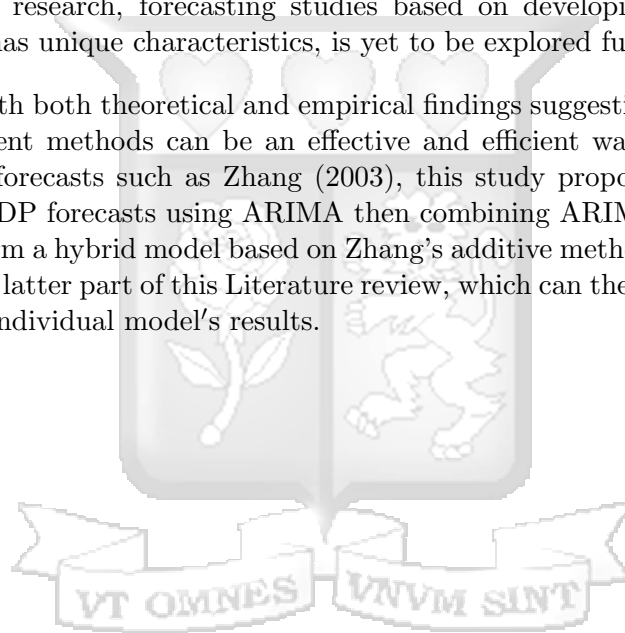 research, forecasting studies based on developi
has unique characteristics, is yet to be explored fu
th both theoretical and empirical findings suggesti
ent methods can be an effective and efficient wa
forecasts such as Zhang (2003), this study propo
DP forecasts using ARIMA then combining ARIM
rm a hybrid model based on Zhang's additive metho
latter part of this Literature review, which can the
individual model's results.
VT OMNES VNVM SINT